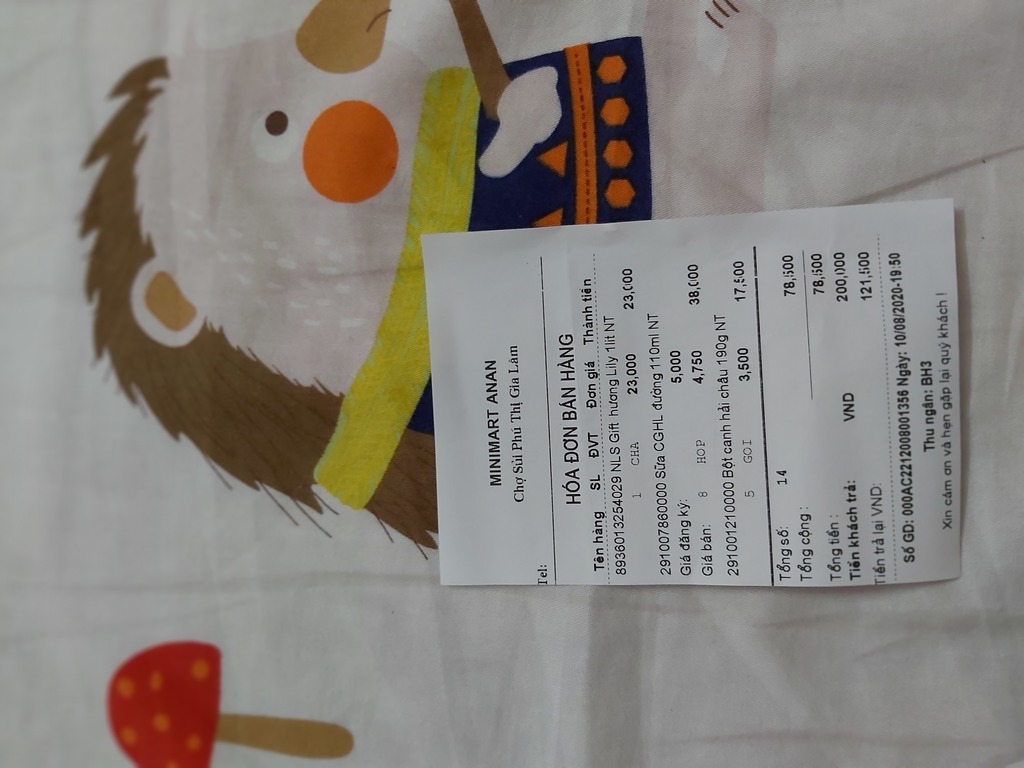 MINIMART ANAN
Chợ Sủi Phú Thị Gia Lâm
Tel:
HÓA ĐƠN BÁN HÀNG
Tên hàng SL ĐVT Đơn giá Thành tiền
8936013254029 NLS Gift hương Lily 1lit NT
1 CHA 23,000 23,000
2910078860000 Sữa CGHL đường 110ml NT
Giá đăng ký: 5,000
Giá bán: 8 HOP 4,750 38,000
291001210000 Bột canh hải châu 190g NT
5 GOI 3,500 17,500
Tổng số: 14 78,500
Tổng cộng :
Tổng tiền : 78,500
Tiền khách trả: VND 200,000
Tiền trả lại VND: 121,500
Số GD: 000AC2212008001356 Ngày: 10/08/2020-19:50
Thu ngân: BH3
Xin cảm ơn và hẹn gặp lại quý khách !